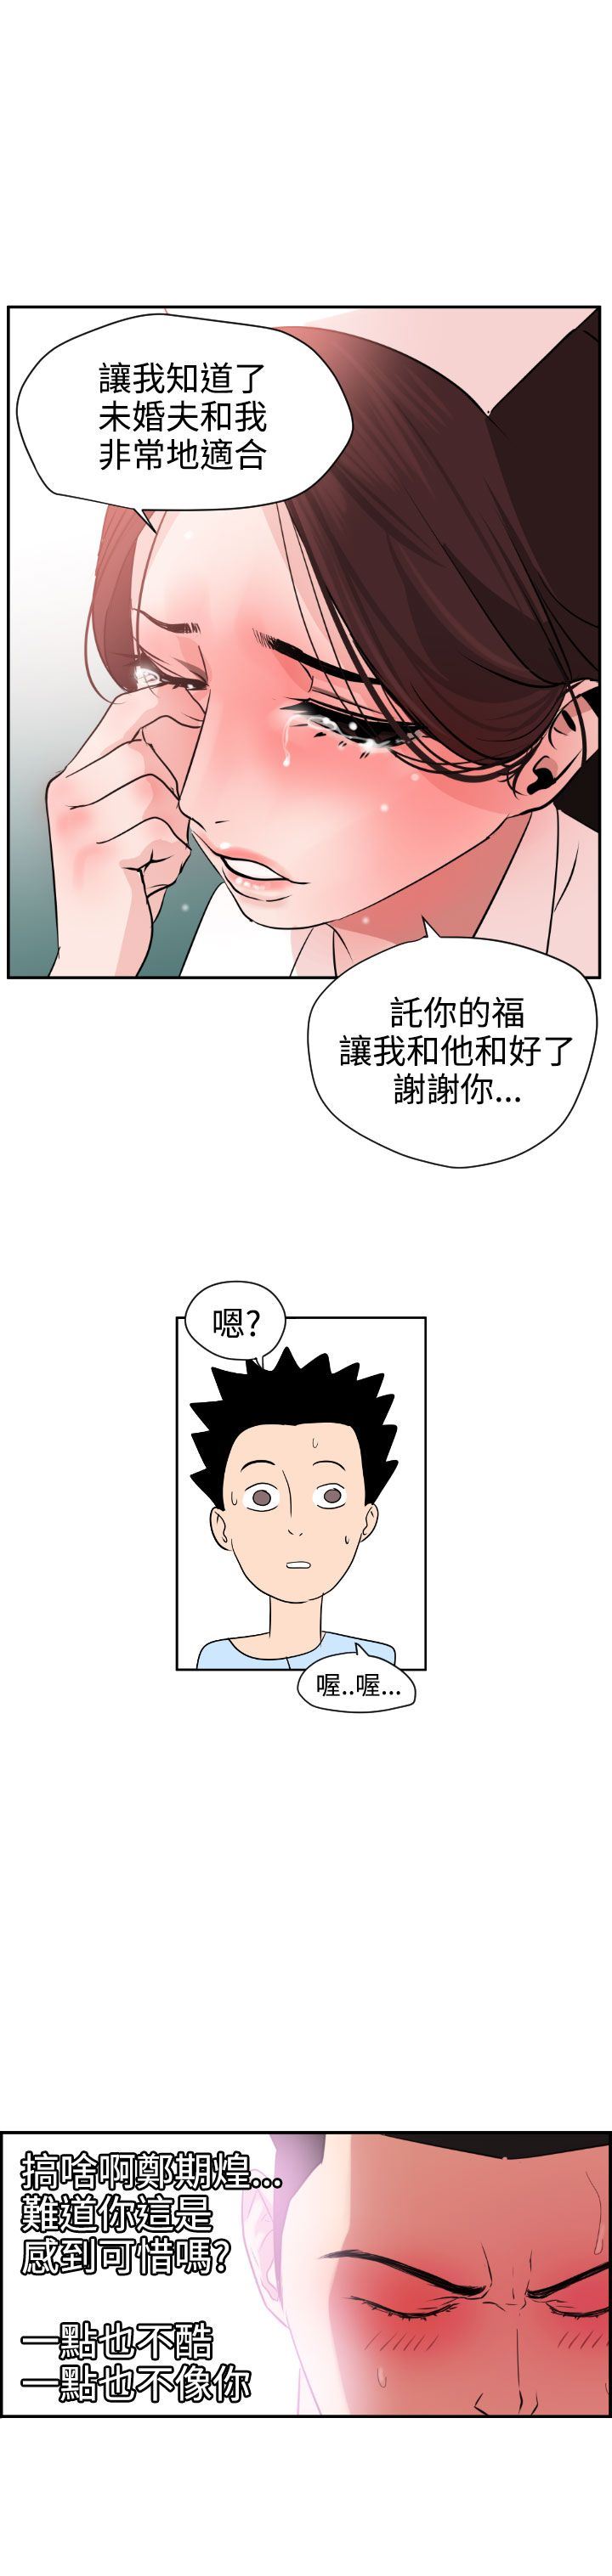 讓我知道了
未婚夫和我
非常地適合
託你的福
讓我和他和好了
謝謝你...
嗯?
喔..喔...
搞啥啊鄭期煌...
難道你這是
感到可惜嗎?
一點也不酷
一點也不像你